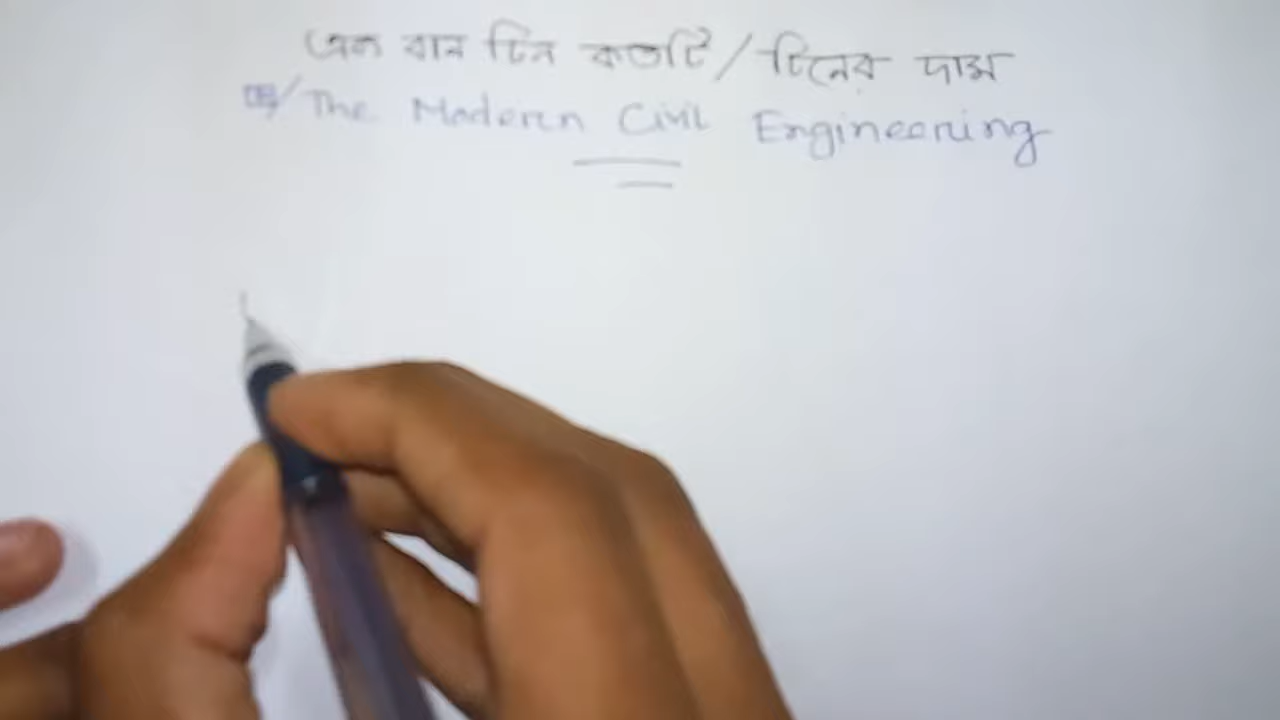 এক বান টিন কতটি / টিনের দাম
The Modern Civil Engineering